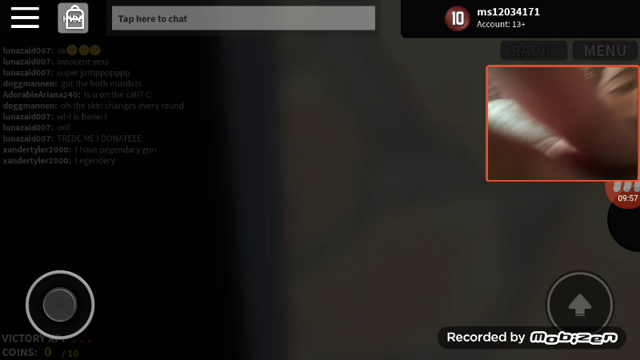 Tap here to chat
10
ms12034171
Account: 13+
RADIO
MENU
lunazaid007: ok
lunazaid007: innocent yess
lunazaid007: super jumppppppp
doggmannen: got the both murders
AdorableAriana240: Is u on the call? C:
doggmannen: oh the skin changes every round
lunazaid007: wht is bailer?
lunazaid007: oof
lunazaid007: TREDE ME I DONATEEE
xandertyler2000: I have pegendary gun
xandertyler2000: Legendery
09:57
VICTORY
COINS: 0 / 10
Recorded by Mobizen